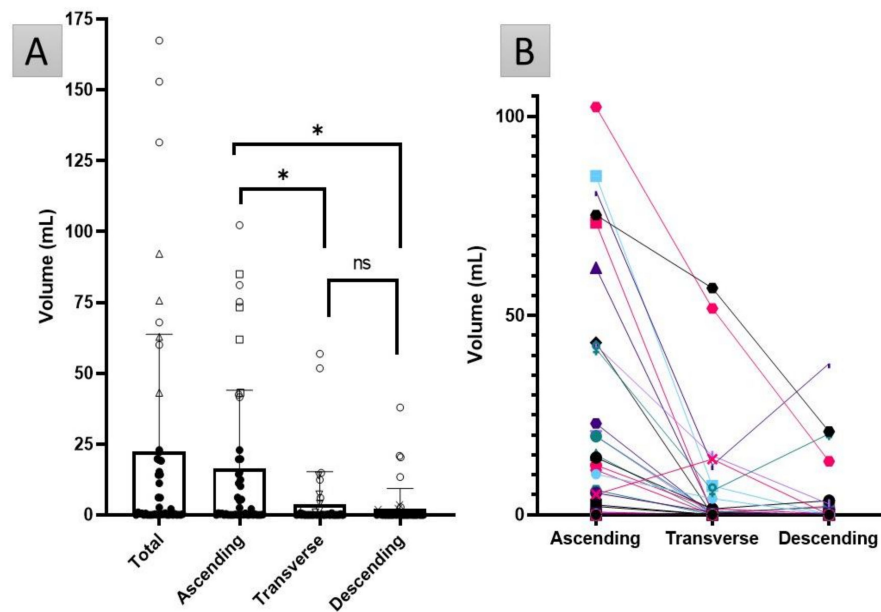 A
B
Volume (mL)
175
150
125
100
75
50
25
0
*
*
ns
Total
Ascending
Transverse
Descending
Volume (mL)
100
50
0
Ascending Transverse Descending